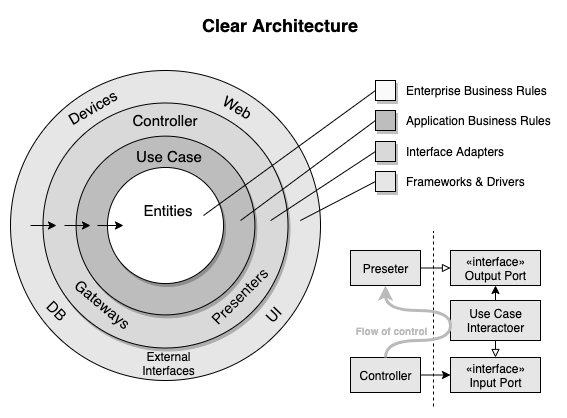 Clear Architecture
Devices
Web
Controller
Use Case
Entities
DB
Gateways
Presenters
UI
External
Interfaces
Enterprise Business Rules
Application Business Rules
Interface Adapters
Frameworks & Drivers
Preseter
«interface»
Output Port
Flow of control
Use Case
Interactoer
Controller
«interface»
Input Port